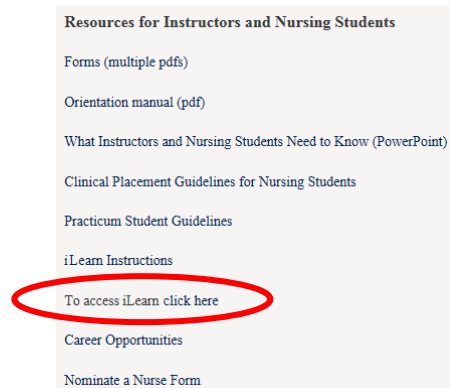 Resources for Instructors and Nursing Students
Forms (multiple pdfs)
Orientation manual (pdf)
What Instructors and Nursing Students Need to Know (PowerPoint)
Clinical Placement Guidelines for Nursing Students
Practicum Student Guidelines
iLearn Instructions
To access iLearn click here
Career Opportunities
Nominate a Nurse Form